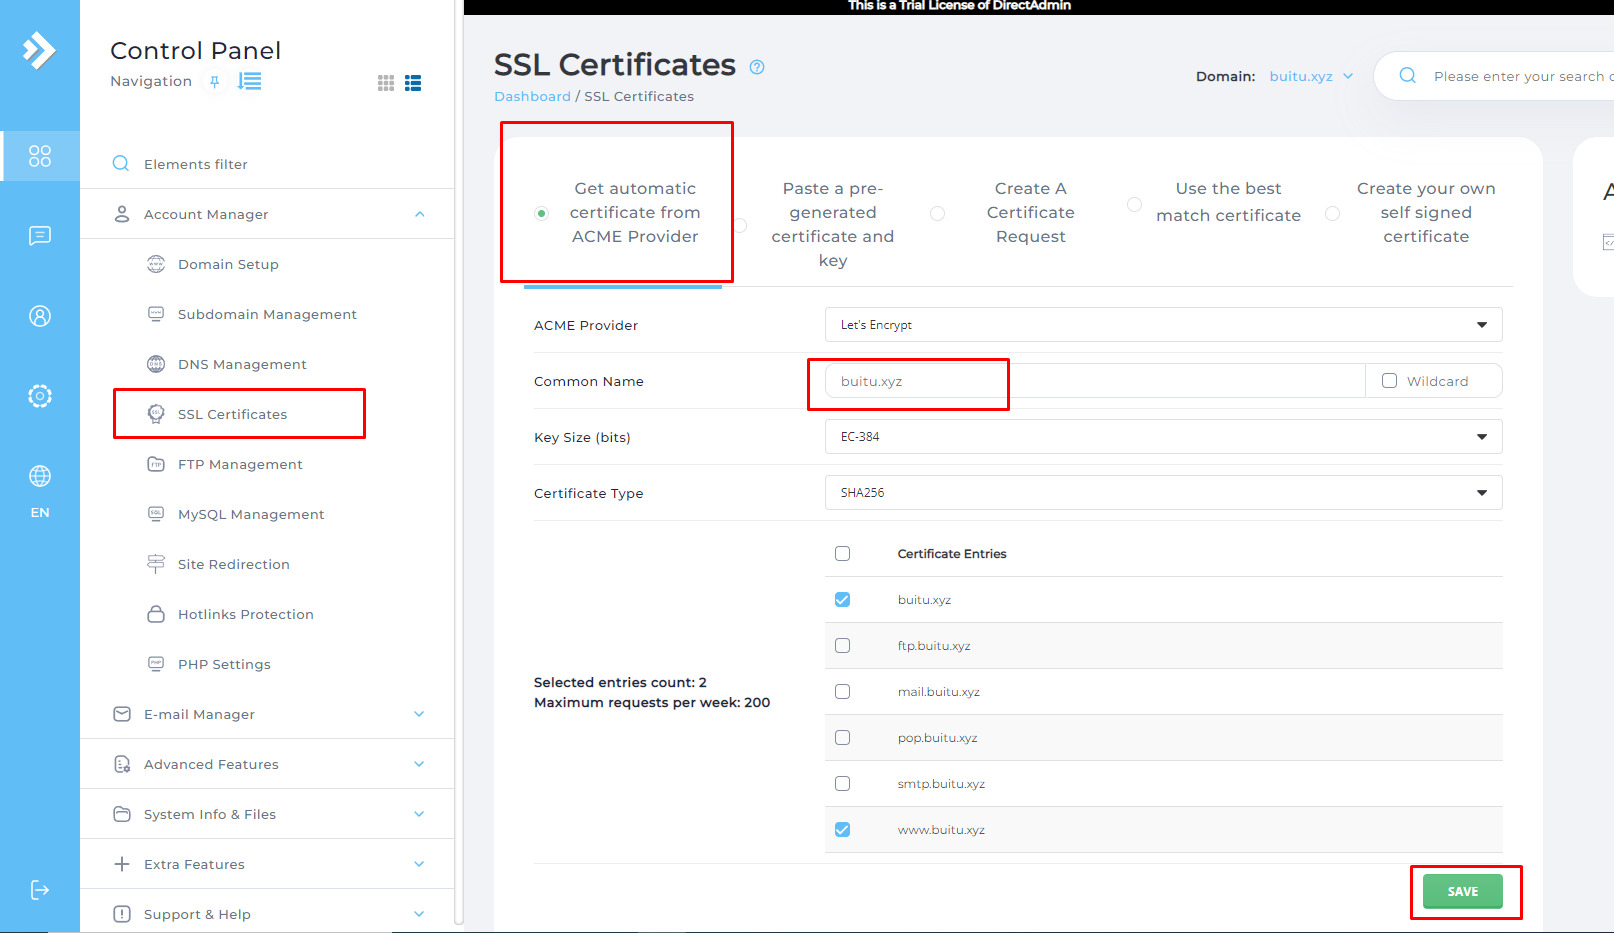 This is a Trial License of DirectAdmin
Control Panel
Navigation
Elements filter
Account Manager
Domain Setup
Subdomain Management
DNS Management
SSL Certificates
FTP Management
MySQL Management
Site Redirection
Hotlinks Protection
PHP Settings
E-mail Manager
Advanced Features
System Info & Files
Extra Features
Support & Help
EN
SSL Certificates
Dashboard / SSL Certificates
Domain: buitu.xyz
Please enter your search
Get automatic
certificate from
ACME Provider
Paste a pre-
generated
certificate and
key
Create A
Certificate
Request
Use the best
match certificate
Create your own
self signed
certificate
ACME Provider
Let's Encrypt
Common Name
buitu.xyz
Wildcard
Key Size (bits)
EC-384
Certificate Type
SHA256
Certificate Entries
buitu.xyz
ftp.buitu.xyz
mail.buitu.xyz
pop.buitu.xyz
smtp.buitu.xyz
www.buitu.xyz
Selected entries count: 2
Maximum requests per week: 200
SAVE